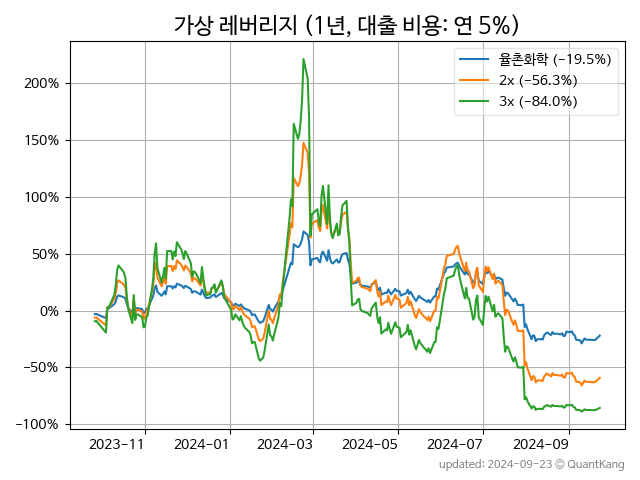 가상 레버리지 (1년, 대출 비용: 연 5%)
율촌화학 (−19.5%)
2x (−56.3%)
3x (−84.0%)
200%
150%
100%
50%
0%
−50%
−100%
2023-11 2024-01 2024-03 2024-05 2024-07 2024-09
updated: 2024-09-23 © QuantKang